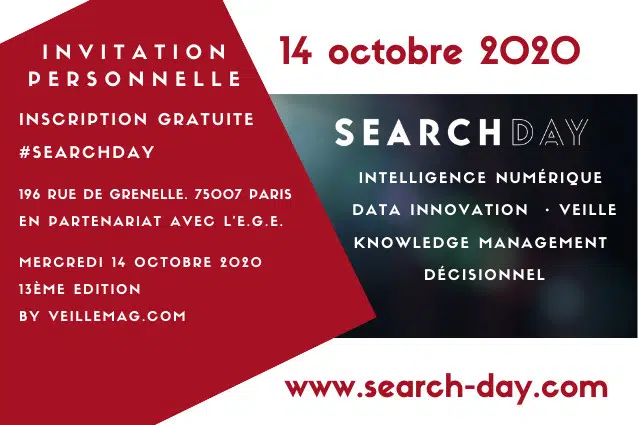 INVITATION
PERSONNELLE
INSCRIPTION GRATUITE
#SEARCHDAY
196 RUE DE GRENELLE. 75007 PARIS
EN PARTENARIAT AVEC L'E.G.E.
MERCREDI 14 OCTOBRE 2020
13ÈME EDITION
BY VEILLEMAG.COM
14 octobre 2020
SEARCHDAY
INTELLIGENCE NUMÉRIQUE
DATA INNOVATION · VEILLE
KNOWLEDGE MANAGEMENT
DÉCISIONNEL
www.search-day.com